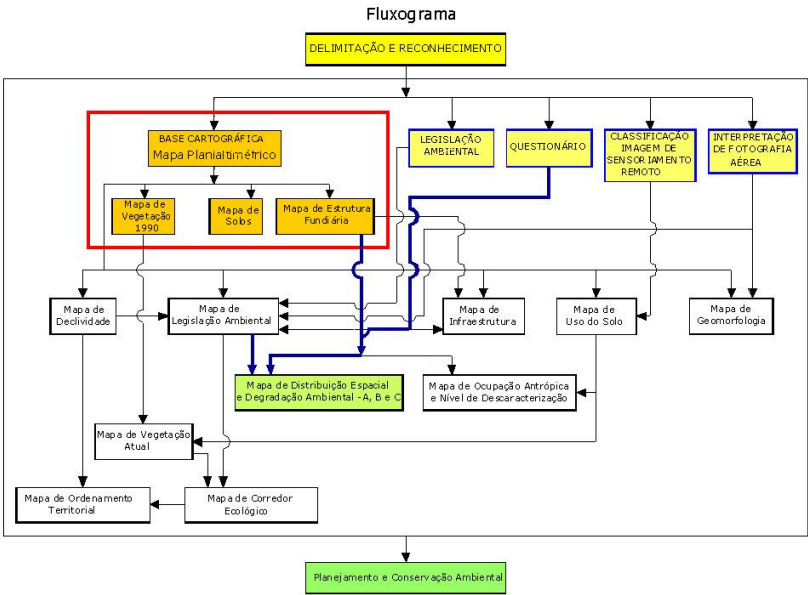 Fluxograma
DELIMITAÇÃO E RECONHECIMENTO
BASE CARTOGRÁFICA
Mapa Planialtimétrico
LEGISLAÇÃO
AMBIENTAL
QUESTIONÁRIO
CLASSIFICAÇÃO
IMAGEM DE
SENSORIAMENTO
REMOTO
INTERPRETAÇÃO
DE FOTOGRAFIA
AÉREA
Mapa de
Vegetação
1990
Mapa de
Solos
Mapa de Estrutura
Fundiária
Mapa de
Declividade
Mapa de
Legislação Ambiental
Mapa de
Infraestrutura
Mapa de
Uso do Solo
Mapa de
Geomorfologia
Mapa de Distribuição Espacial
e Degradação Ambiental -A, B e C
Mapa de Ocupação Antrópica
e Nível de Descaracterização
Mapa de Vegetação
Atual
Mapa de Ordenamento
Territorial
Mapa de Corredor
Ecológico
Planejamento e Conservação Ambiental